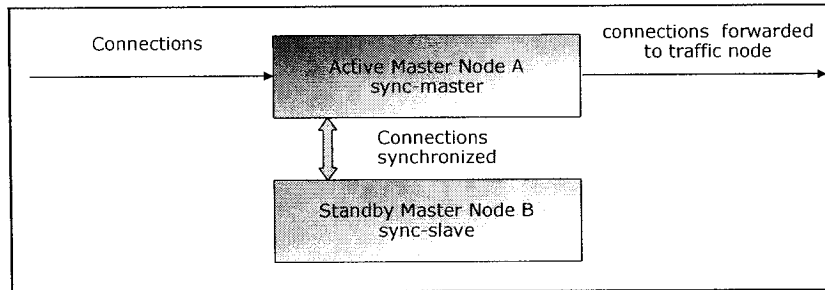 Connections
Active Master Node A
sync-master
connections forwarded
to traffic node
Connections
synchronized
Standby Master Node B
sync-slave